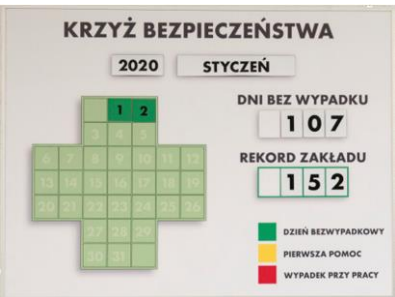 KRZYŻ BEZPIECZEŃSTWA
2020 STYCZEŃ
1 2
3 4 5
6 7 8 9 10 11 12
13 14 15 16 17 18 19
20 21 22 23 24 25 26
27 28 29
30 31
DNI BEZ WYPADKU
107
REKORD ZAKŁADU
152
DZIEŃ BEZWYPADKOWY
PIERWSZA POMOC
WYPADEK PRZY PRACY